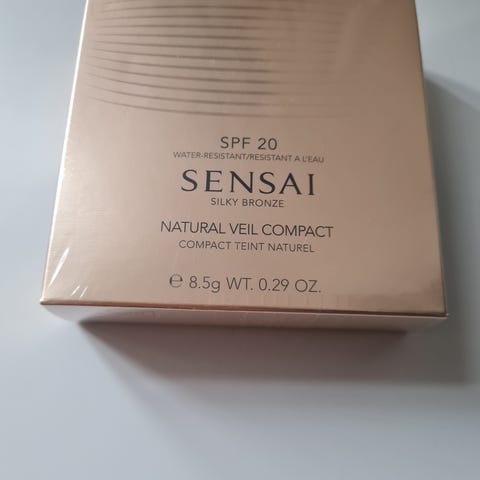 SPF 20
WATER-RESISTANT/RESISTANT A L'EAU
SENSAI
SILKY BRONZE
NATURAL VEIL COMPACT
COMPACT TEINT NATUREL
℮ 8.5g WT. 0.29 OZ.